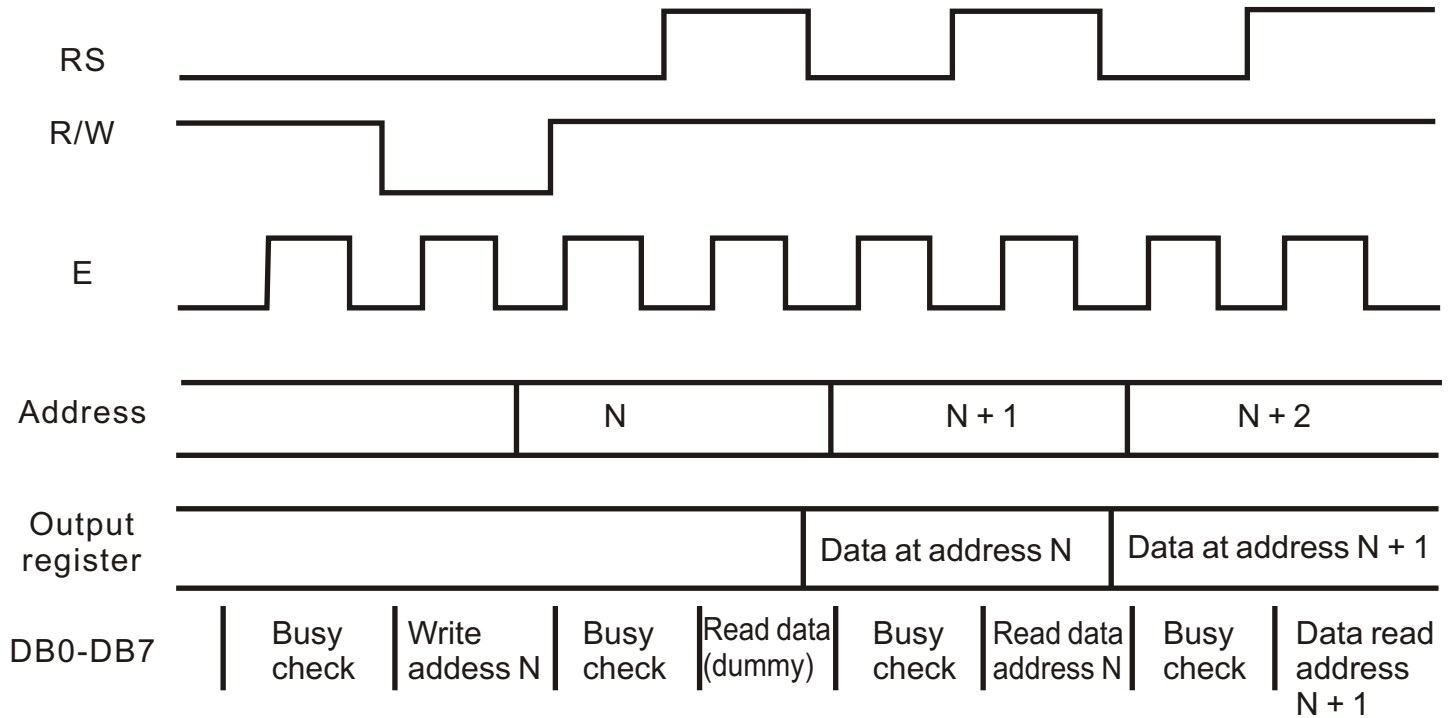 RS
R/W
E
Address
N
N + 1
N + 2
Output
register
Data at address N
Data at address N + 1
DB0-DB7
Busy
check
Write
addess N
Busy
check
Read data
(dummy)
Busy
check
Read data
address N
Busy
check
Data read
address
N + 1